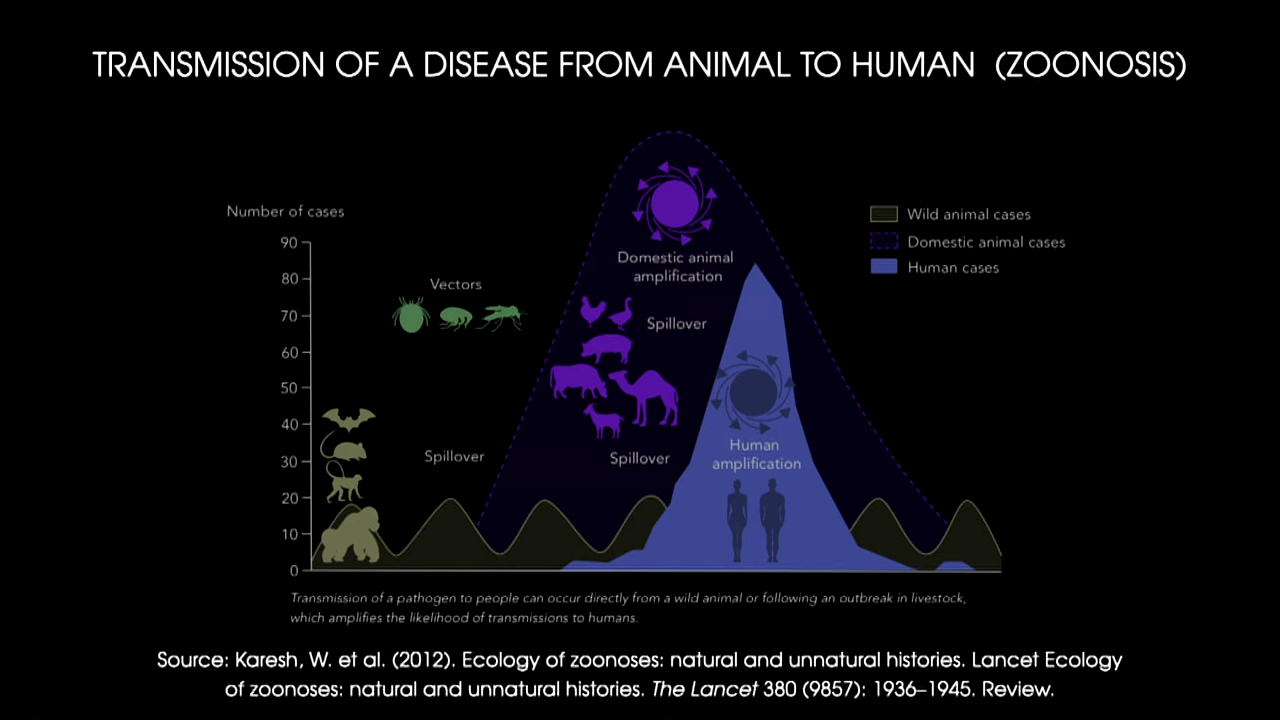 TRANSMISSION OF A DISEASE FROM ANIMAL TO HUMAN (ZOONOSIS)
Number of cases
90
80
70
60
50
40
30
20
10
0
Vectors
Spillover
Domestic animal
amplification
Spillover
Spillover
Human
amplification
Wild animal cases
Domestic animal cases
Human cases
Transmission of a pathogen to people can occur directly from a wild animal or following an outbreak in livestock,
which amplifies the likelihood of transmissions to humans.
Source: Karesh, W. et al. (2012). Ecology of zoonoses: natural and unnatural histories. Lancet Ecology
of zoonoses: natural and unnatural histories. The Lancet 380 (9857): 1936–1945. Review.